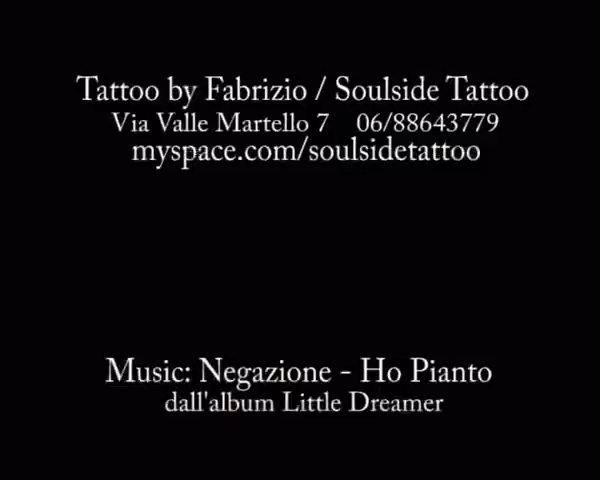 Tattoo by Fabrizio / Soulside Tattoo
Via Valle Martello 7 06/88643779
myspace.com/soulsidetattoo
Music: Negazione - Ho Pianto
dall'album Little Dreamer